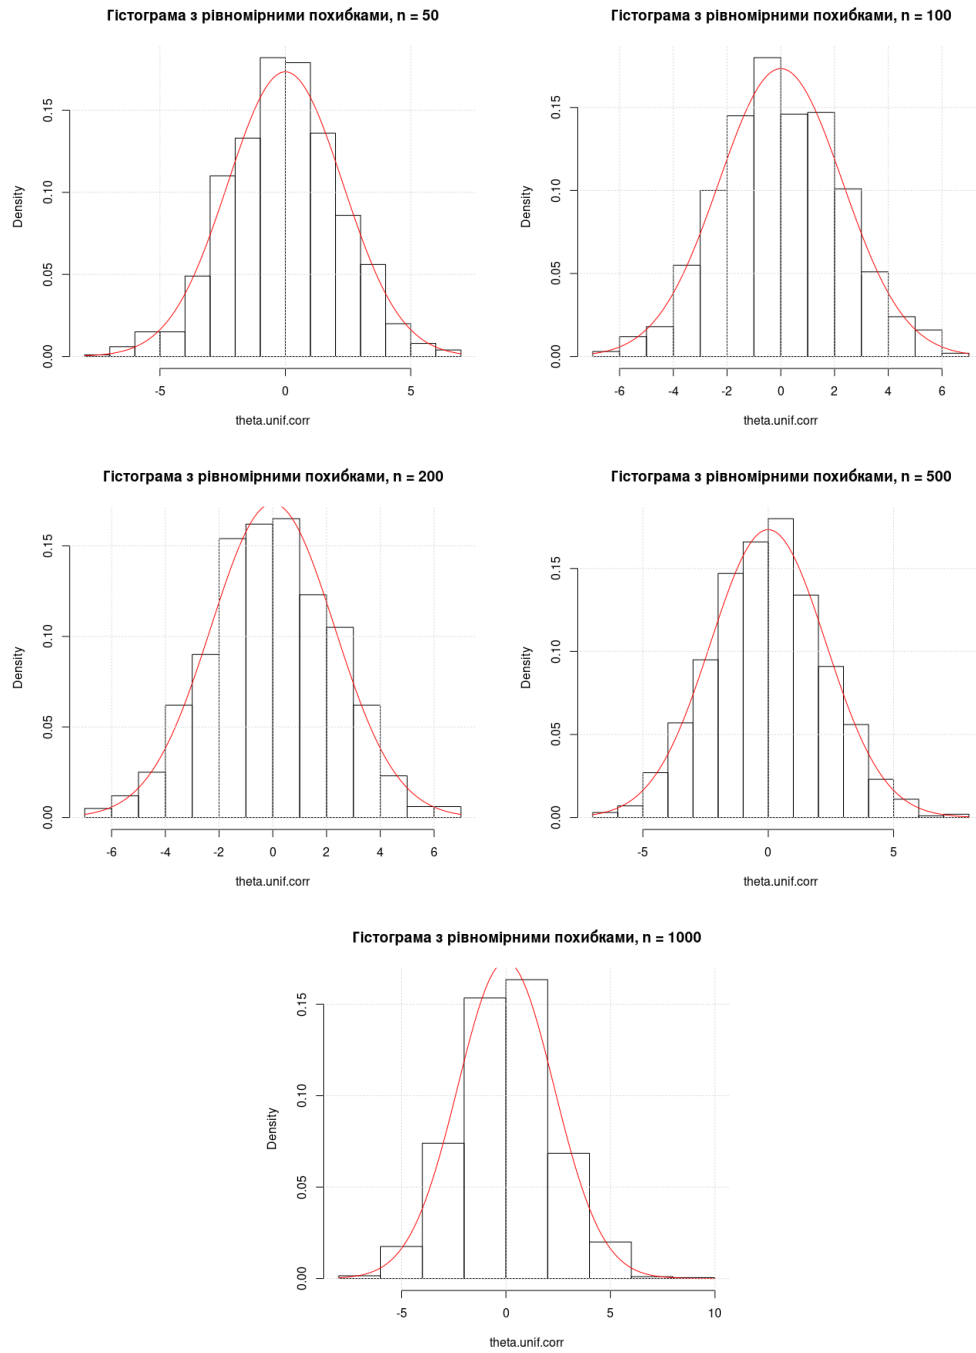 Гістограма з рівномірними похибками, n = 50
Density
0.00 0.05 0.10 0.15
-5 0 5
theta.unif.corr
Гістограма з рівномірними похибками, n = 100
Density
0.00 0.05 0.10 0.15
-6 -4 -2 0 2 4 6
theta.unif.corr
Гістограма з рівномірними похибками, n = 200
Density
0.00 0.05 0.10 0.15
-6 -4 -2 0 2 4 6
theta.unif.corr
Гістограма з рівномірними похибками, n = 500
Density
0.00 0.05 0.10 0.15
-5 0 5
theta.unif.corr
Гістограма з рівномірними похибками, n = 1000
Density
0.00 0.05 0.10 0.15
-5 0 5 10
theta.unif.corr